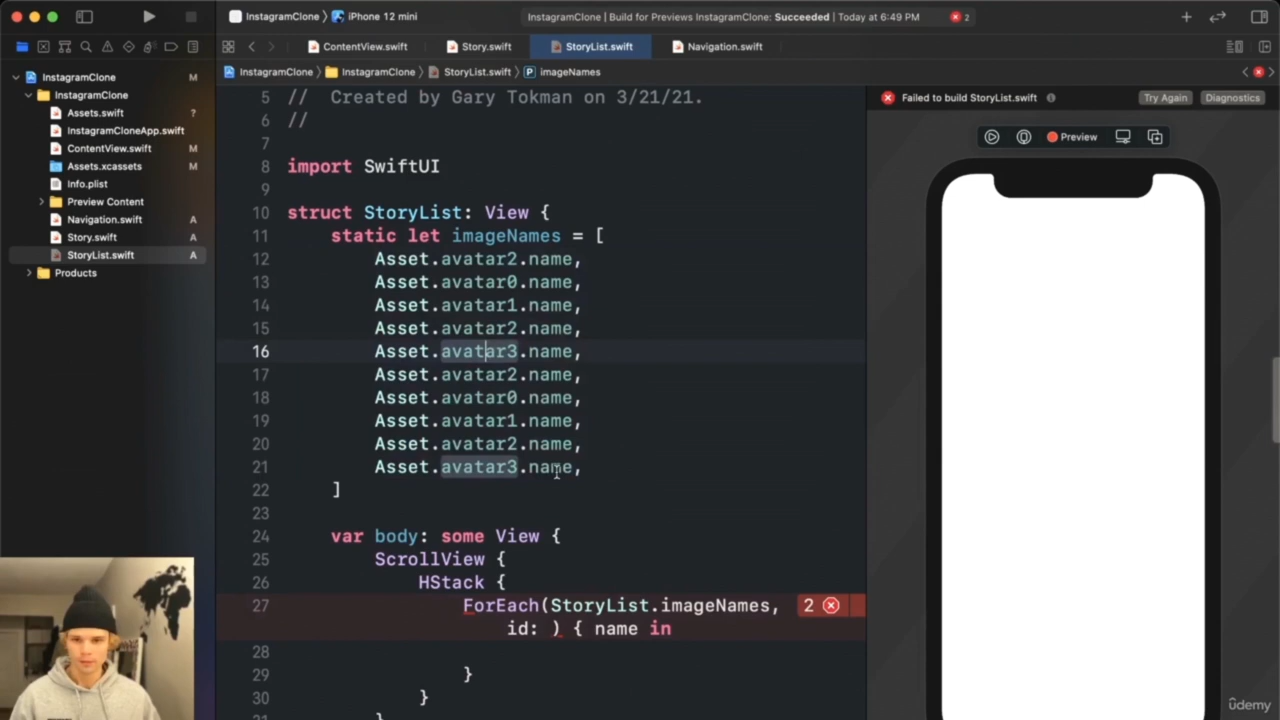 InstagramClone
iPhone 12 mini
InstagramClone | Build for Previews InstagramClone: Succeeded | Today at 6:49 PM
2
ContentView.swift
Story.swift
StoryList.swift
Navigation.swift
InstagramClone M
InstagramClone
Assets.swift ?
InstagramCloneApp.swift
ContentView.swift M
Assets.xcassets M
Info.plist
Preview Content
Navigation.swift A
Story.swift A
StoryList.swift A
Products
InstagramClone
InstagramClone
StoryList.swift
P imageNames
5 // Created by Gary Tokman on 3/21/21.
6 //
7
8 import SwiftUI
9
10 struct StoryList: View {
11 static let imageNames = [
12 Asset.avatar2.name,
13 Asset.avatar0.name,
14 Asset.avatar1.name,
15 Asset.avatar2.name,
16 Asset.avatar3.name,
17 Asset.avatar2.name,
18 Asset.avatar0.name,
19 Asset.avatar1.name,
20 Asset.avatar2.name,
21 Asset.avatar3.name,
22 ]
23
24 var body: some View {
25 ScrollView {
26 HStack {
27 ForEach(StoryList.imageNames, 2
id: ) { name in
28
29 }
30 }
31 }
Failed to build StoryList.swift
Try Again
Diagnostics
Preview
ûdemy